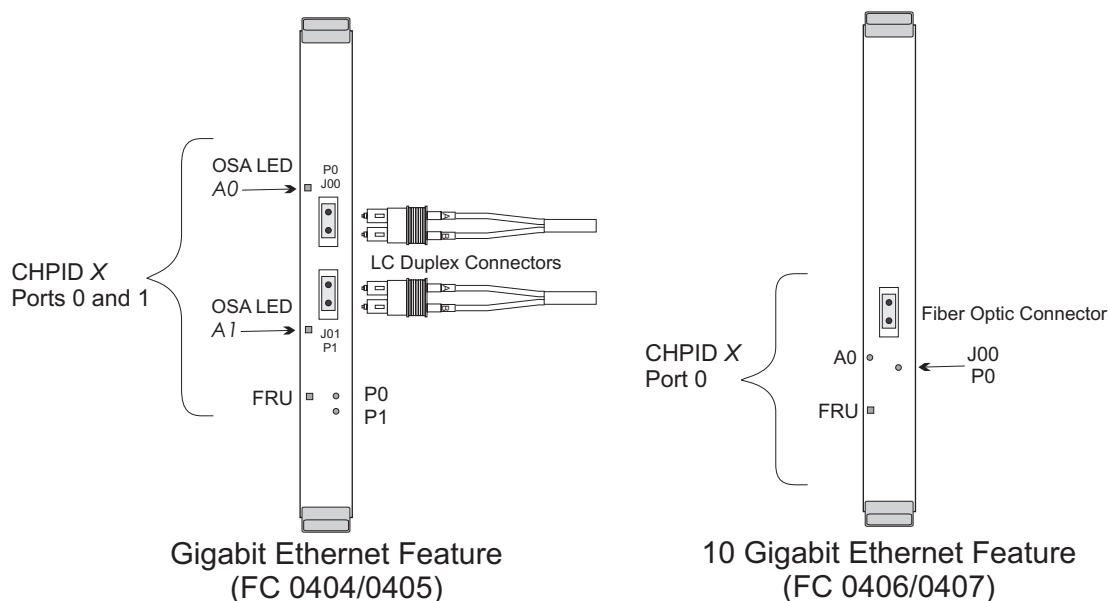 OSA LED
A0
P0
J00
LC Duplex Connectors
A
B
A
B
CHPID X
Ports 0 and 1
OSA LED
A1
J01
P1
FRU
P0
P1
Gigabit Ethernet Feature
(FC 0404/0405)
Fiber Optic Connector
CHPID X
Port 0
A0
J00
P0
FRU
10 Gigabit Ethernet Feature
(FC 0406/0407)